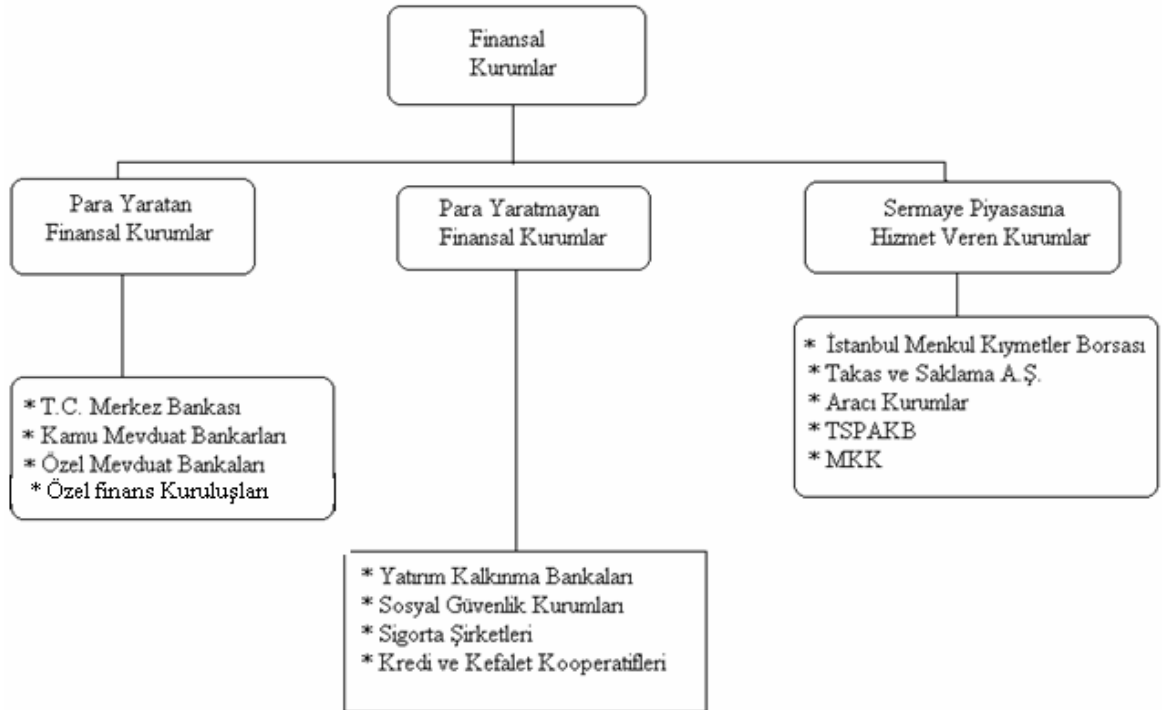 Finansal
Kurumlar
Para Yaratan
Finansal Kurumlar
Para Yaratmayan
Finansal Kurumlar
Sermaye Piyasasına
Hizmet Veren Kurumlar
* T.C. Merkez Bankası
* Kamu Mevduat Bankarları
* Özel Mevduat Bankaları
* Özel finans Kuruluşları
* Yatırım Kalkınma Bankaları
* Sosyal Güvenlik Kurumları
* Sigorta Şirketleri
* Kredi ve Kefalet Kooperatifleri
* İstanbul Menkul Kıymetler Borsası
* Takas ve Saklama A.Ş.
* Aracı Kurumlar
* TSPAKB
* MKK